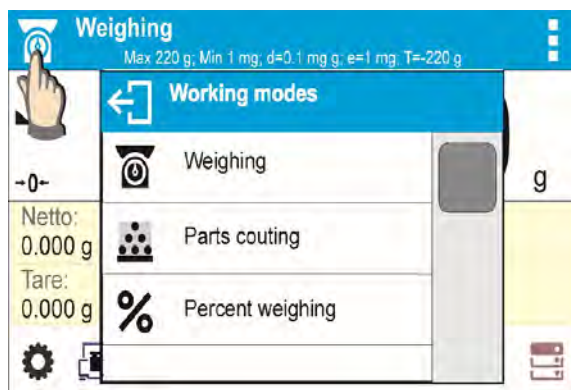 Weighing
Max 220 g; Min 1 mg; d=0.1 mg g; e=1 mg; T=-220 g
Working modes
Weighing
→0←
g
Parts couting
Netto:
0.000 g
Tare:
0.000 g
Percent weighing